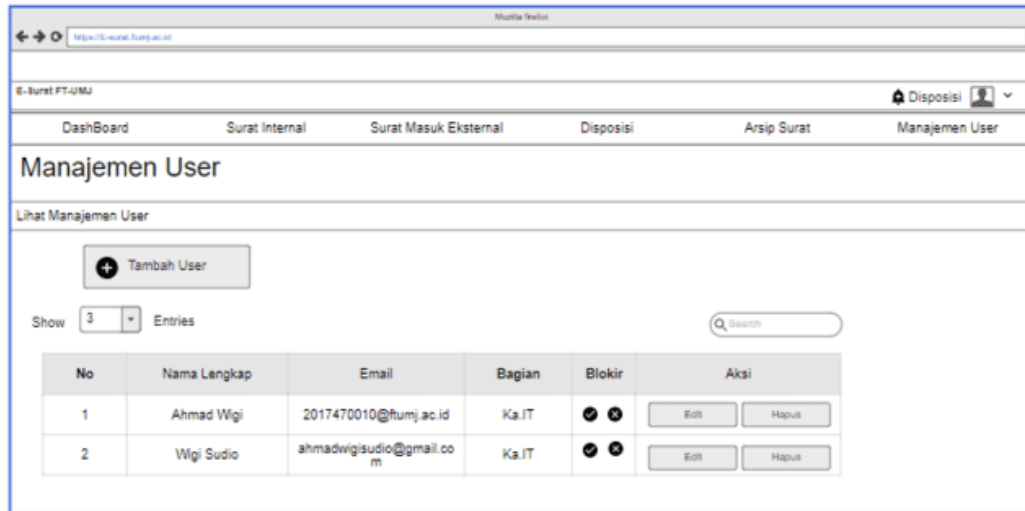 Mozilla firefox
E-Surat FT-UMJ
Disposisi
DashBoard Surat Internal Surat Masuk Eksternal Disposisi Arsip Surat Manajemen User
Manajemen User
Lihat Manajemen User
Tambah User
Show 3 Entries Search
No Nama Lengkap Email Bagian Blokir Aksi
1 Ahmad Wigi 2017470010@ftumj.ac.id Ka.IT Edit Hapus
2 Wigi Sudio ahmadwigisudio@gmail.co Ka.IT Edit Hapus
m